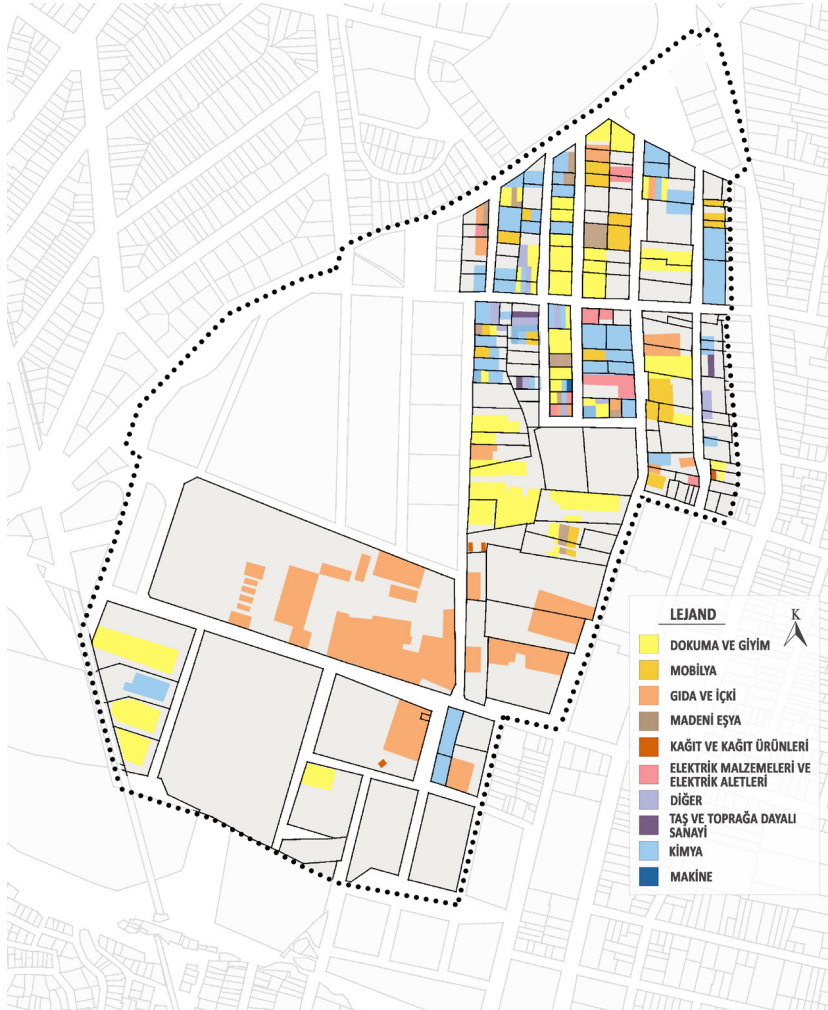 LEJAND
K
DOKUMA VE GİYİM
MOBİLYA
GIDA VE İÇKİ
MADENİ EŞYA
KAĞIT VE KAĞIT ÜRÜNLERİ
ELEKTRİK MALZEMELERİ VE
ELEKTRİK ALETLERİ
DİĞER
TAŞ VE TOPRAĞA DAYALI
SANAYİ
KİMYA
MAKİNE